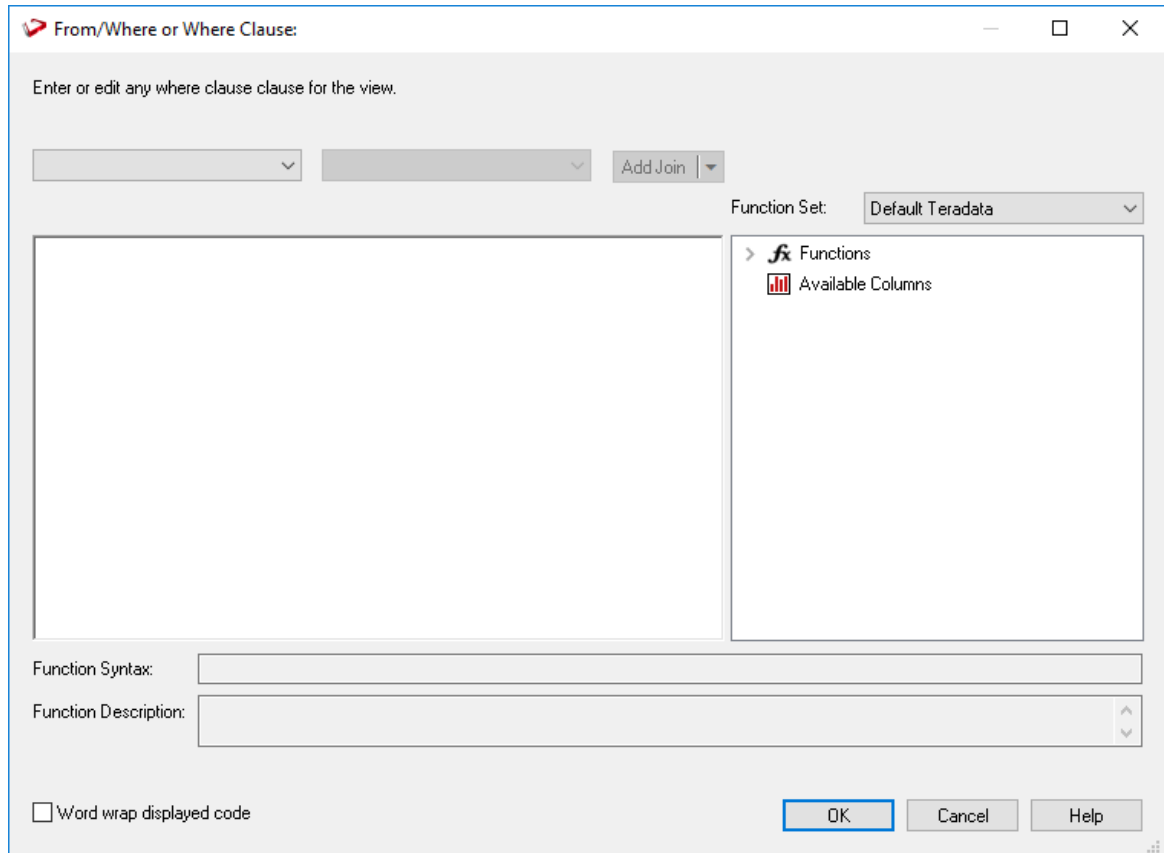 From/Where or Where Clause:
Enter or edit any where clause clause for the view.
Add Join
Function Set: Default Teradata
fx Functions
Available Columns
Function Syntax:
Function Description:
Word wrap displayed code
OK Cancel Help